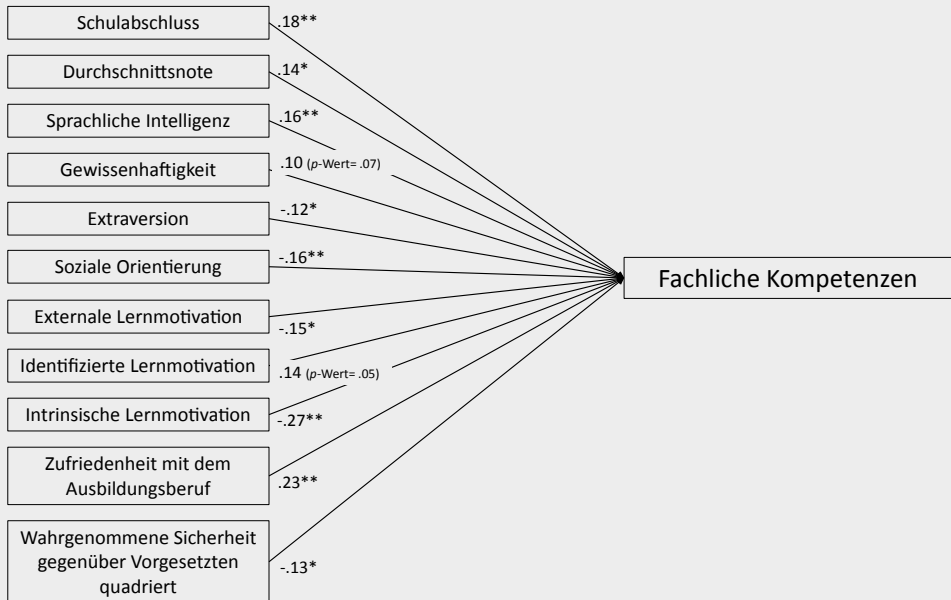 Schulabschluss
.18**
Durchschnittsnote
.14*
Sprachliche Intelligenz
.16**
Gewissenhaftigkeit
.10 (p-Wert= .07)
Extraversion
-.12*
Soziale Orientierung
-.16**
Fachliche Kompetenzen
Externale Lernmotivation
-.15*
Identifizierte Lernmotivation
.14 (p-Wert= .05)
Intrinsische Lernmotivation
-.27**
Zufriedenheit mit dem
Ausbildungsberuf
.23**
Wahrgenommene Sicherheit
gegenüber Vorgesetzten
quadriert
-.13*